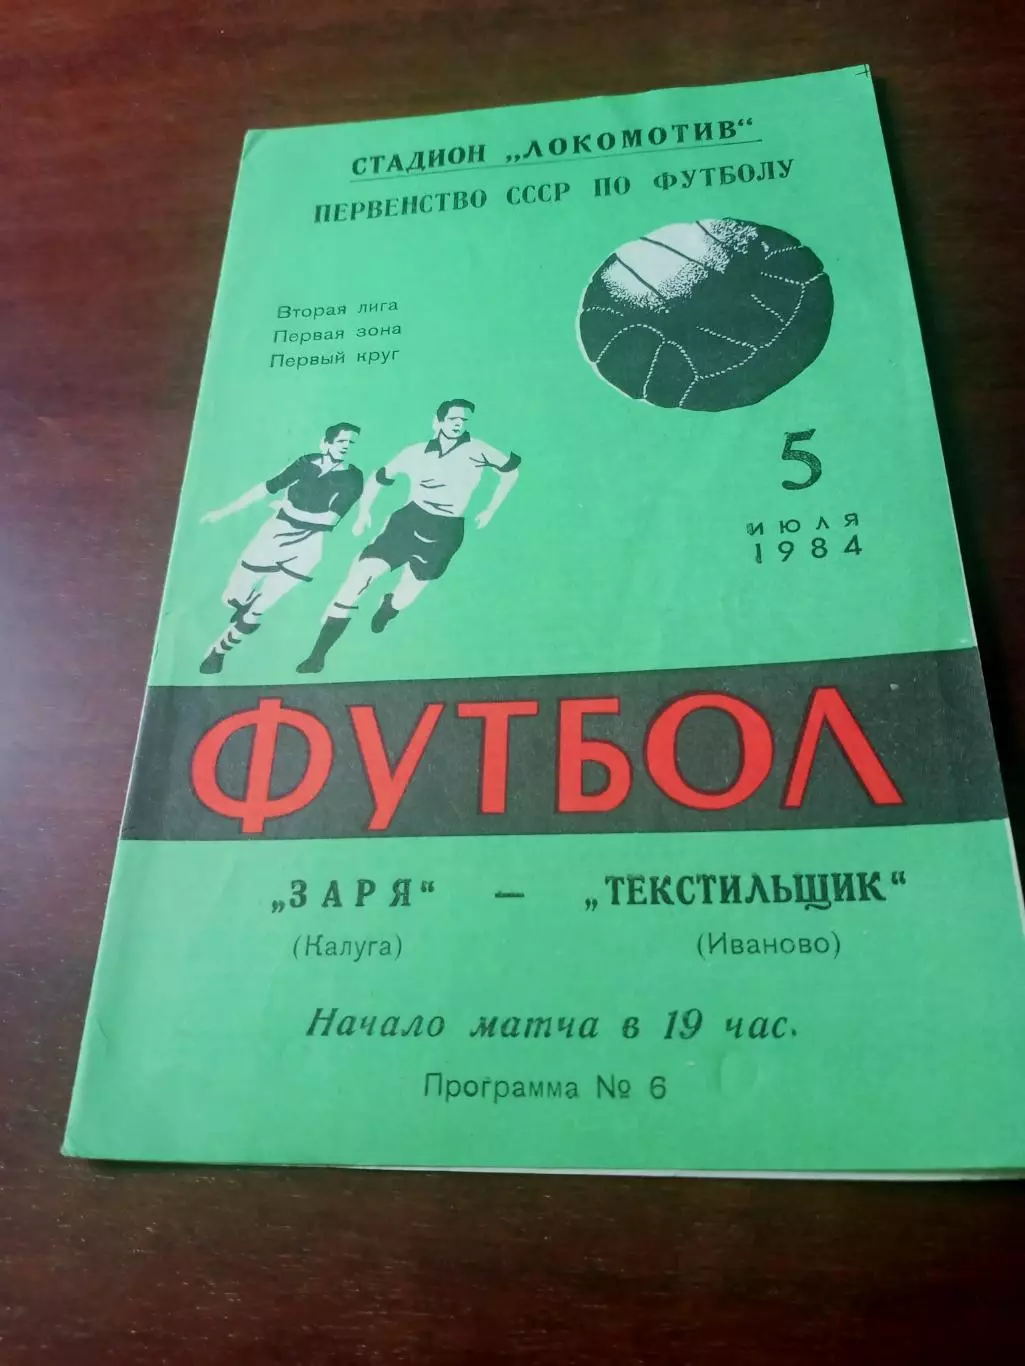 СТАДИОН „ЛОКОМОТИВ“
ПЕРВЕНСТВО СССР ПО ФУТБОЛУ
Вторая лига
Первая зона
Первый круг
5
ИЮЛЯ
1984
ФУТБОЛ
„ЗАРЯ“ — „ТЕКСТИЛЬЩИК“
(Калуга) (Иваново)
Начало матча в 19 час.
Программа № 6